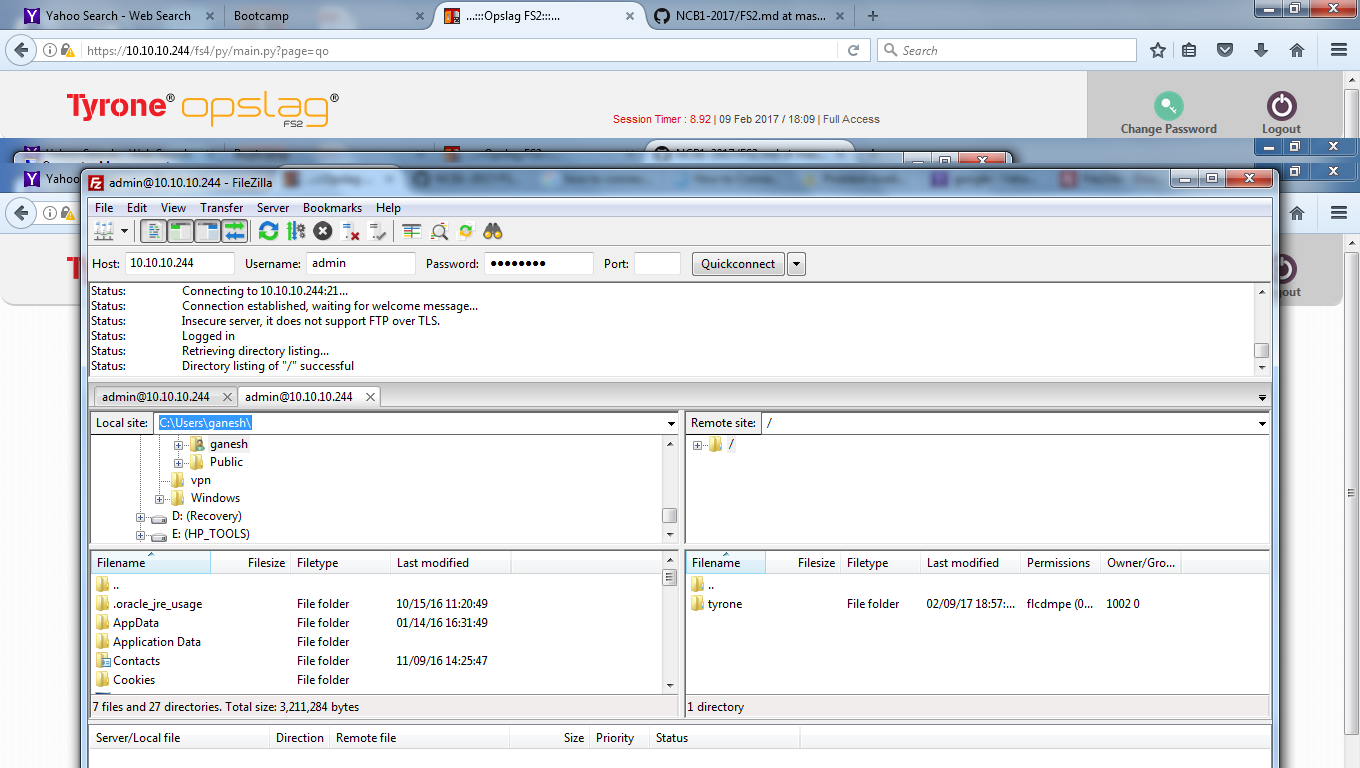 Yahoo Search - Web Search
Bootcamp
...:::Opslag FS2:::...
NCB1-2017/FS2.md at mas...
https://10.10.10.244/fs4/py/main.py?page=qo
Search
Tyrone® opslag®
FS2
Session Timer : 8.92 | 09 Feb 2017 / 18:09 | Full Access
Change Password
Logout
Yahoo
admin@10.10.10.244 - FileZilla
File Edit View Transfer Server Bookmarks Help
Host: 10.10.10.244 Username: admin Password: ●●●●●●●● Port: Quickconnect
Status: Connecting to 10.10.10.244:21...
Status: Connection established, waiting for welcome message...
Status: Insecure server, it does not support FTP over TLS.
Status: Logged in
Status: Retrieving directory listing...
Status: Directory listing of "/" successful
admin@10.10.10.244 admin@10.10.10.244
Local site: C:\Users\ganesh\
ganesh
Public
vpn
Windows
D: (Recovery)
E: (HP_TOOLS)
Remote site: /
/
Filename Filesize Filetype Last modified
..
.oracle_jre_usage File folder 10/15/16 11:20:49
AppData File folder 01/14/16 16:31:49
Application Data File folder
Contacts File folder 11/09/16 14:25:47
Cookies File folder
7 files and 27 directories. Total size: 3,211,284 bytes
Filename Filesize Filetype Last modified Permissions Owner/Gro...
..
tyrone File folder 02/09/17 18:57:... flcdmpe (0... 1002 0
1 directory
Server/Local file Direction Remote file Size Priority Status